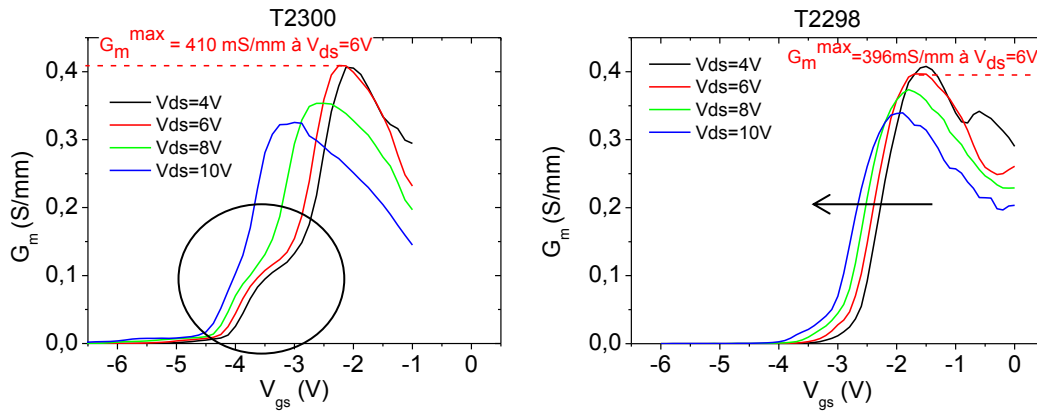 T2300
G_m^max = 410 mS/mm à V_ds=6V
0,4
0,3
0,2
0,1
0,0
G_m (S/mm)
Vds=4V
Vds=6V
Vds=8V
Vds=10V
-6 -5 -4 -3 -2 -1 0
V_gs (V)
T2298
G_m^max=396mS/mm à V_ds=6V
0,4
0,3
0,2
0,1
0,0
G_m (S/mm)
Vds=4V
Vds=6V
Vds=8V
Vds=10V
-6 -5 -4 -3 -2 -1 0
V_gs (V)